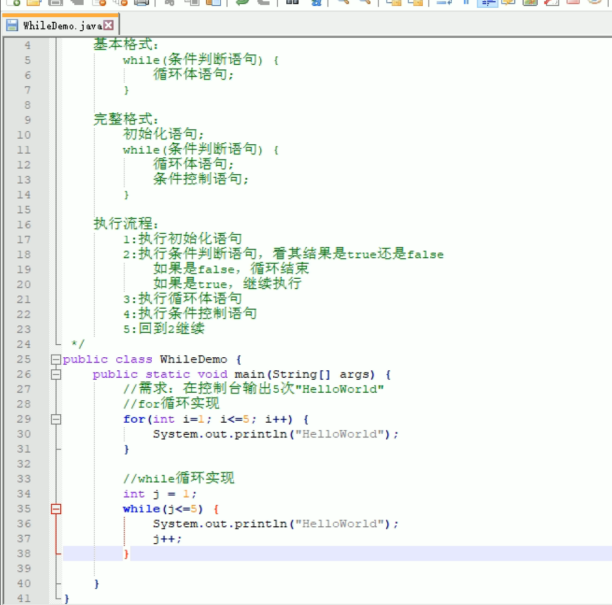 WhileDemo.java
4 基本格式:
5 while(条件判断语句) {
6 循环体语句;
7 }
8
9 完整格式:
10 初始化语句;
11 while(条件判断语句) {
12 循环体语句;
13 条件控制语句;
14 }
15
16 执行流程:
17 1:执行初始化语句
18 2:执行条件判断语句，看其结果是true还是false
19 如果是false，循环结束
20 如果是true，继续执行
21 3:执行循环体语句
22 4:执行条件控制语句
23 5:回到2继续
24 */
25 public class WhileDemo {
26 public static void main(String[] args) {
27 //需求：在控制台输出5次"HelloWorld"
28 //for循环实现
29 for(int i=1; i<=5; i++) {
30 System.out.println("HelloWorld");
31 }
32
33 //while循环实现
34 int j = 1;
35 while(j<=5) {
36 System.out.println("HelloWorld");
37 j++;
38 }
39
40 }
41 }